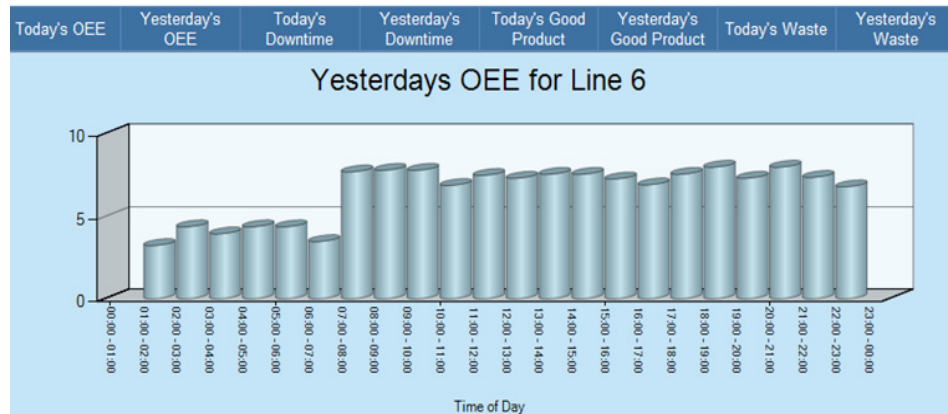 Today's OEE
Yesterday's
OEE
Today's
Downtime
Yesterday's
Downtime
Today's Good
Product
Yesterday's
Good Product
Today's Waste
Yesterday's
Waste
Yesterdays OEE for Line 6
10
5
0
00:00 - 01:00
01:00 - 02:00
02:00 - 03:00
03:00 - 04:00
04:00 - 05:00
05:00 - 06:00
06:00 - 07:00
07:00 - 08:00
08:00 - 09:00
09:00 - 10:00
10:00 - 11:00
11:00 - 12:00
12:00 - 13:00
13:00 - 14:00
14:00 - 15:00
15:00 - 16:00
16:00 - 17:00
17:00 - 18:00
18:00 - 19:00
19:00 - 20:00
20:00 - 21:00
21:00 - 22:00
22:00 - 23:00
23:00 - 00:00
Time of Day